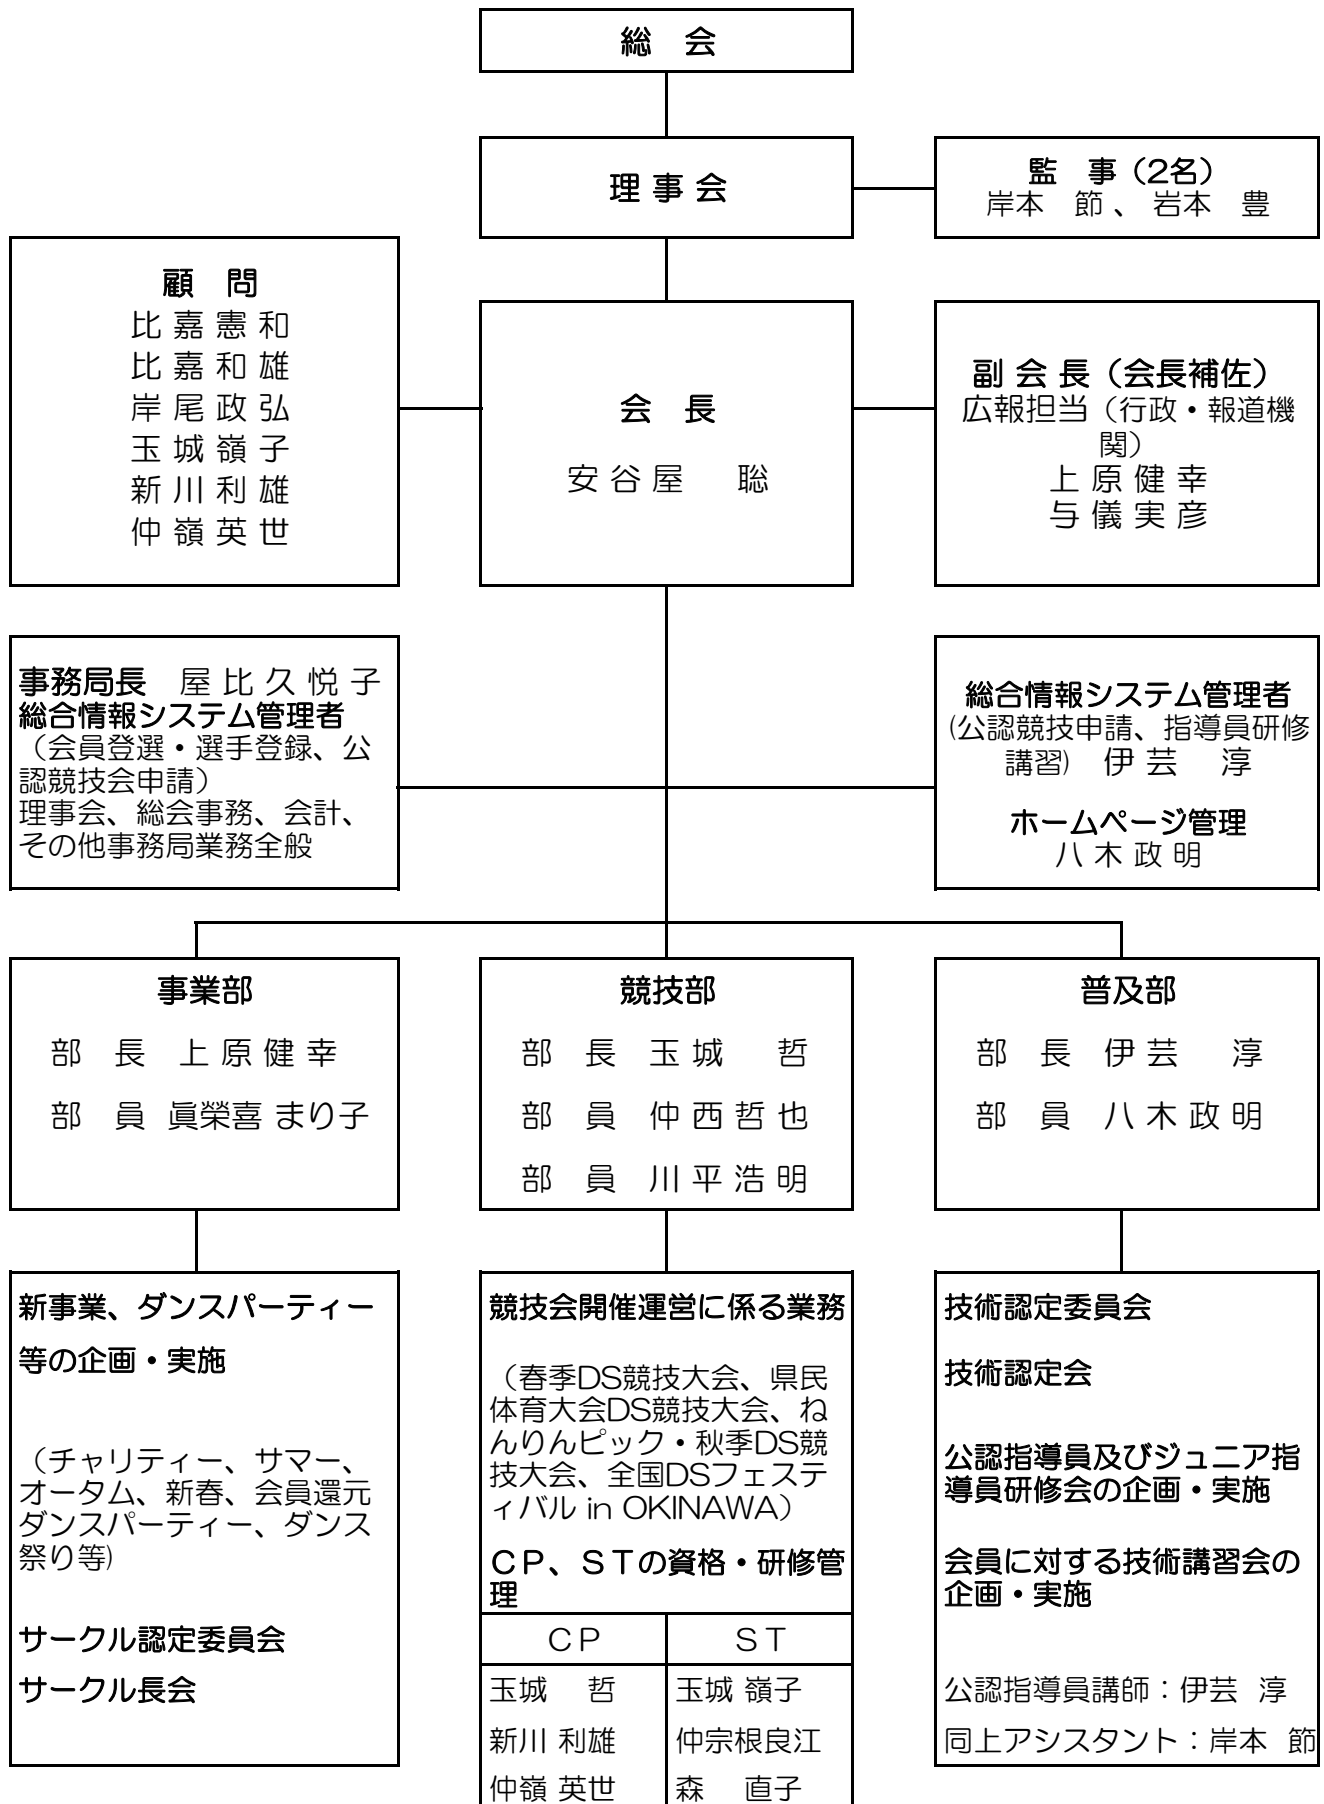 総　会
理 事 会
監　事（2名）
岸本　節 、 岩本　豊
顧　問
比 嘉 憲 和
比 嘉 和 雄
岸 尾 政 弘
玉 城 嶺 子
新 川 利 雄
仲 嶺 英 世
会　長
安 谷 屋　聡
副 会 長（会長補佐）
広報担当（行政・報道機
関）
上 原 健 幸
与 儀 実 彦
事務局長　屋 比 久 悦 子
総合情報システム管理者
（会員登選・選手登録、公
認競技会申請）
理事会、総会事務、会計、
その他事務局業務全般
総合情報システム管理者
(公認競技申請、指導員研修
講習)　伊 芸　淳
ホームページ管理
八 木 政 明
事業部
部　長　上 原 健 幸
部　員　眞榮喜 まり子
競技部
部　長　玉 城　哲
部　員　仲 西 哲 也
部　員　川 平 浩 明
普及部
部　長　伊 芸　淳
部　員　八 木 政 明
新事業、ダンスパーティー
等の企画・実施
（チャリティー、サマー、
オータム、新春、会員還元
ダンスパーティー、ダンス
祭り等)
サークル認定委員会
サークル長会
競技会開催運営に係る業務
（春季DS競技大会、県民
体育大会DS競技大会、ね
んりんピック・秋季DS競
技大会、全国DSフェステ
ィバル in OKINAWA）
ＣＰ、ＳＴの資格・研修管
理
ＣＰ　ＳＴ
玉城　哲　玉城 嶺子
新川 利雄　仲宗根良江
仲嶺 英世　森　直子
技術認定委員会
技術認定会
公認指導員及びジュニア指
導員研修会の企画・実施
会員に対する技術講習会の
企画・実施
公認指導員講師：伊芸　淳
同上アシスタント：岸本　節